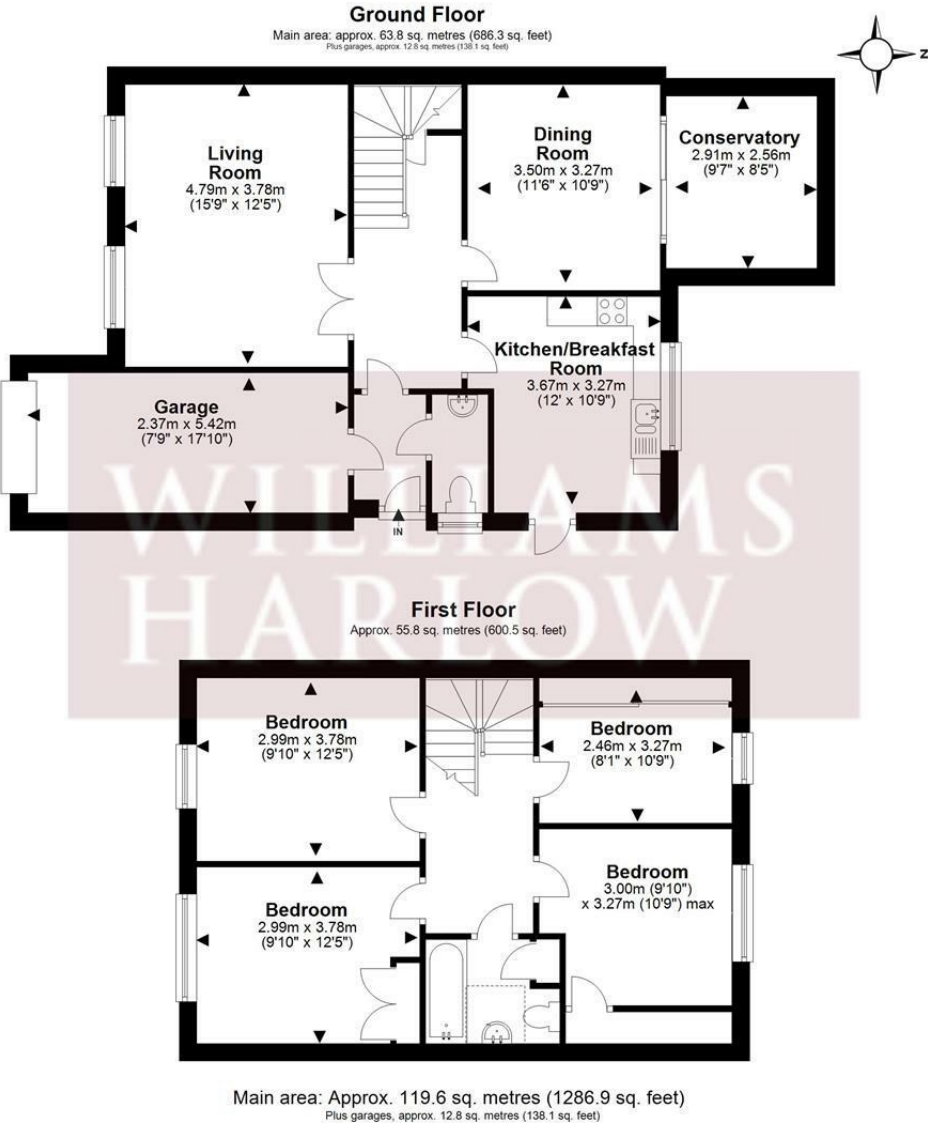 Ground Floor
Main area: approx. 63.8 sq. metres (686.3 sq. feet)
Plus garages, approx. 12.8 sq. metres (138.1 sq. feet)
Z
Living
Room
4.79m x 3.78m
(15'9" x 12'5")
Dining
Room
3.50m x 3.27m
(11'6" x 10'9")
Conservatory
2.91m x 2.56m
(9'7" x 8'5")
Kitchen/Breakfast
Room
3.67m x 3.27m
(12' x 10'9")
Garage
2.37m x 5.42m
(7'9" x 17'10")
IN
WILLIAMS
HARLOW
First Floor
Approx. 55.8 sq. metres (600.5 sq. feet)
Bedroom
2.99m x 3.78m
(9'10" x 12'5")
Bedroom
2.46m x 3.27m
(8'1" x 10'9")
Bedroom
2.99m x 3.78m
(9'10" x 12'5")
Bedroom
3.00m (9'10")
x 3.27m (10'9") max
Main area: Approx. 119.6 sq. metres (1286.9 sq. feet)
Plus garages, approx. 12.8 sq. metres (138.1 sq. feet)